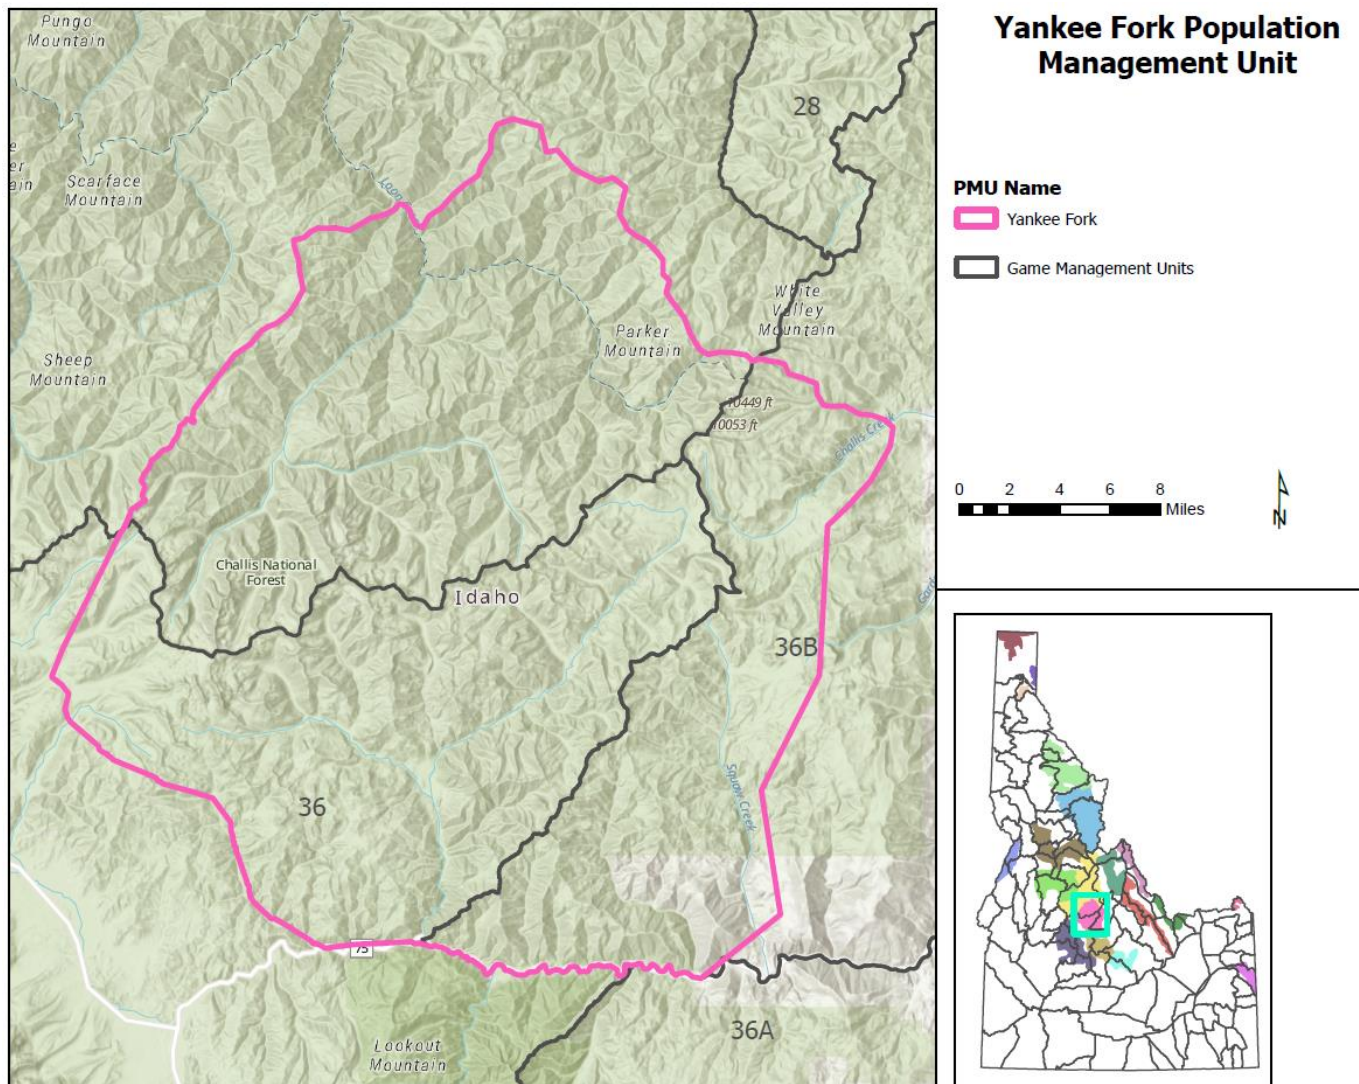 Yankee Fork Population
Management Unit
PMU Name
Yankee Fork
Game Management Units
0 2 4 6 8
Miles
N
Pungo
Mountain
28
Scarface
Mountain
Loon
White
Valley
Mountain
Parker
Mountain
Sheep
Mountain
10449 ft
10053 ft
Challis Creek
Challis National
Forest
Idaho
Gard
36B
36
Squaw Creek
75
36A
Lookout
Mountain